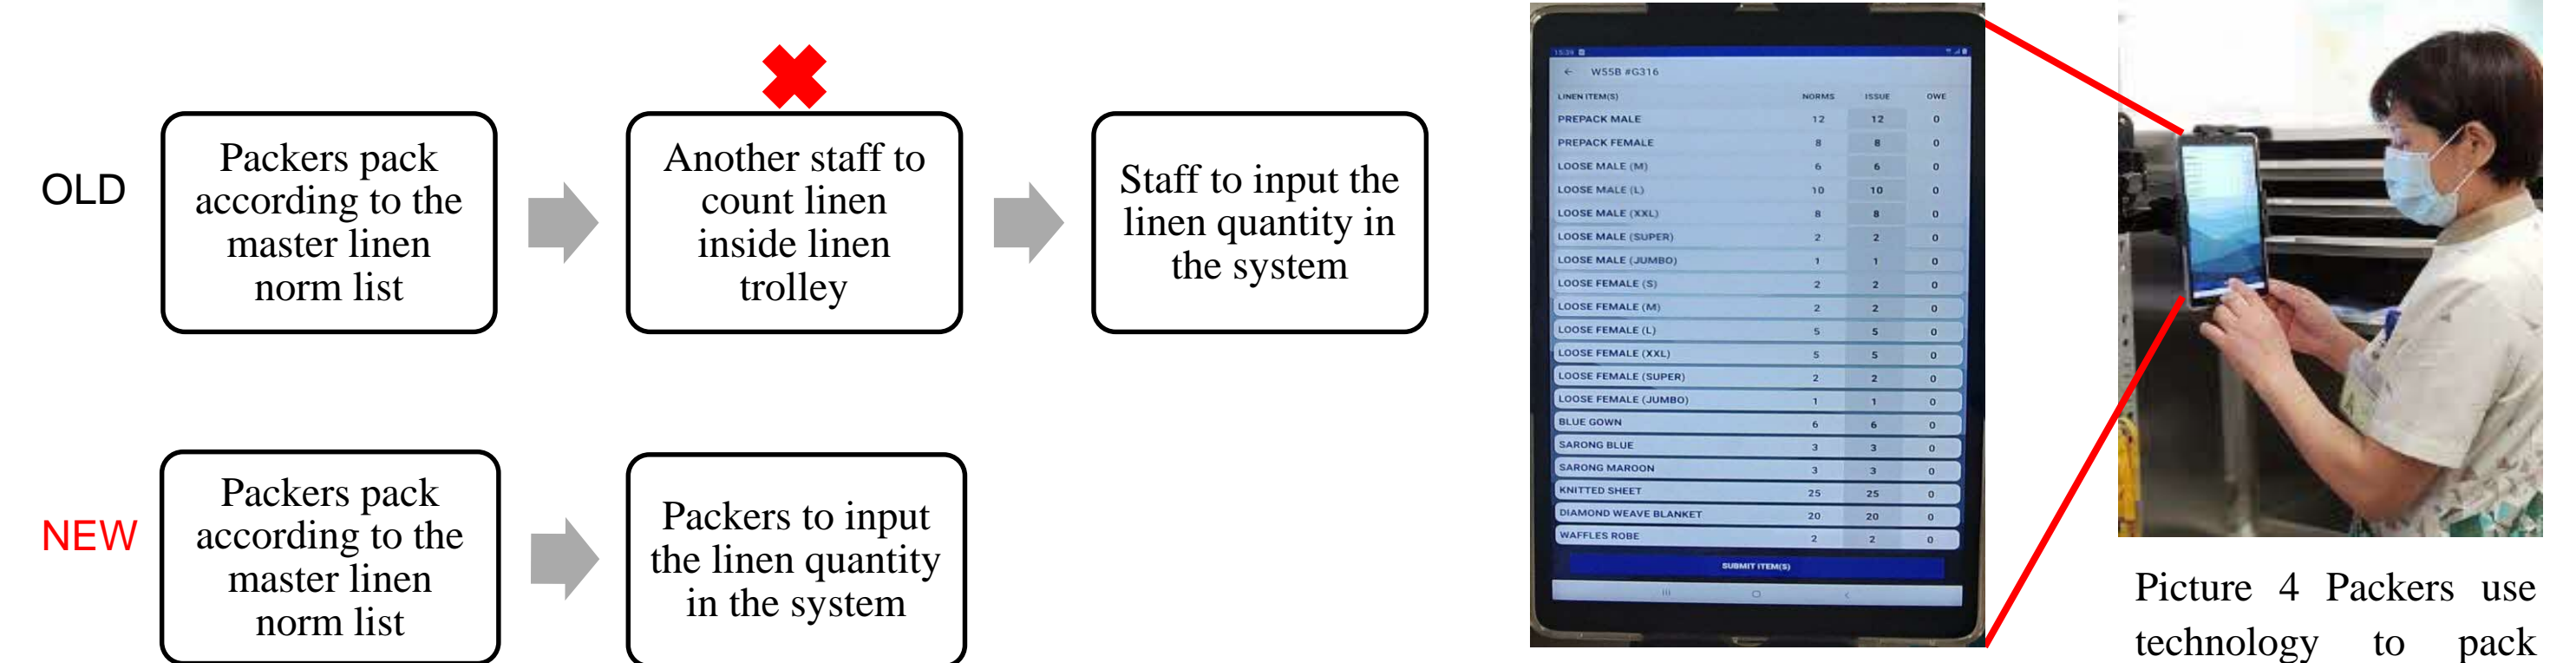 OLD
Packers pack
according to the
master linen
norm list
Another staff to
count linen
inside linen
trolley
Staff to input the
linen quantity in
the system
NEW
Packers pack
according to the
master linen
norm list
Packers to input
the linen quantity
in the system
15:39
← W55B #G316
LINEN ITEM(S) NORMS ISSUE OWE
PREPACK MALE 12 12 0
PREPACK FEMALE 8 8 0
LOOSE MALE (M) 6 6 0
LOOSE MALE (L) 10 10 0
LOOSE MALE (XXL) 8 8 0
LOOSE MALE (SUPER) 2 2 0
LOOSE MALE (JUMBO) 1 1 0
LOOSE FEMALE (S) 2 2 0
LOOSE FEMALE (M) 2 2 0
LOOSE FEMALE (L) 5 5 0
LOOSE FEMALE (XXL) 5 5 0
LOOSE FEMALE (SUPER) 2 2 0
LOOSE FEMALE (JUMBO) 1 1 0
BLUE GOWN 6 6 0
SARONG BLUE 3 3 0
SARONG MAROON 3 3 0
KNITTED SHEET 25 25 0
DIAMOND WEAVE BLANKET 20 20 0
WAFFLES ROBE 2 2 0
SUBMIT ITEM(S)
Picture 4 Packers use
technology to pack